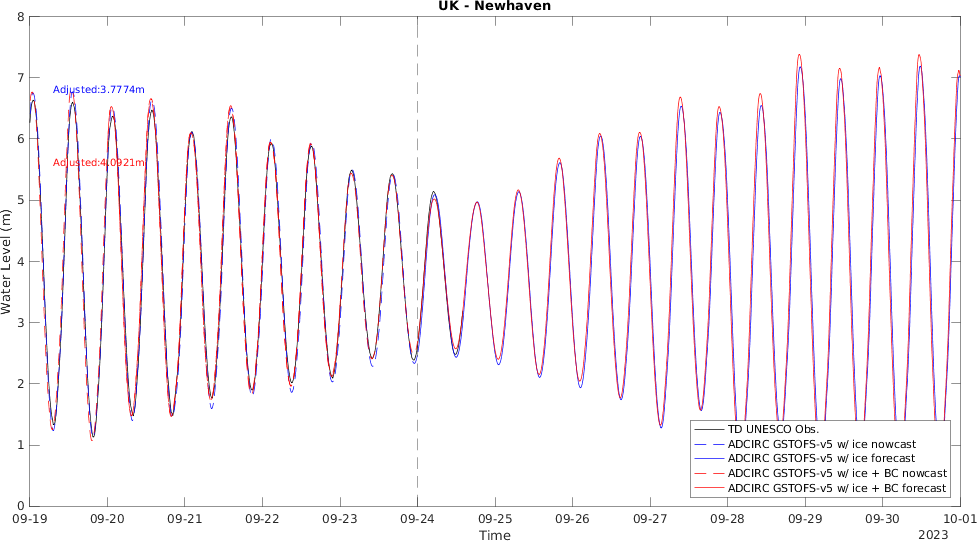 UK - Newhaven
8
7
6
5
4
3
2
1
0
Water Level (m)
Adjusted:3.7774m
Adjusted:4.0921m
TD UNESCO Obs.
ADCIRC GSTOFS-v5 w/ ice nowcast
ADCIRC GSTOFS-v5 w/ ice forecast
ADCIRC GSTOFS-v5 w/ ice + BC nowcast
ADCIRC GSTOFS-v5 w/ ice + BC forecast
09-19 09-20 09-21 09-22 09-23 09-24 09-25 09-26 09-27 09-28 09-29 09-30 10-01
Time
2023